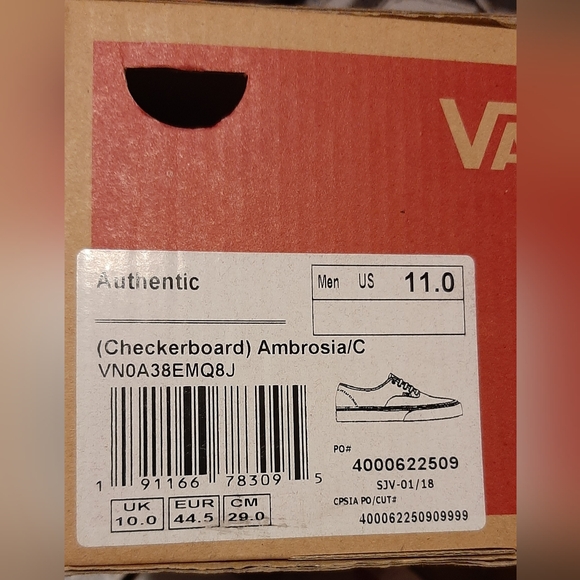 VA
Authentic
Men US 11.0
(Checkerboard) Ambrosia/C
VN0A38EMQ8J
1 91166 78309 5
PO#
4000622509
SJV-01/18
CPSIA PO/CUT#
400062250909999
UK EUR CM
10.0 44.5 29.0